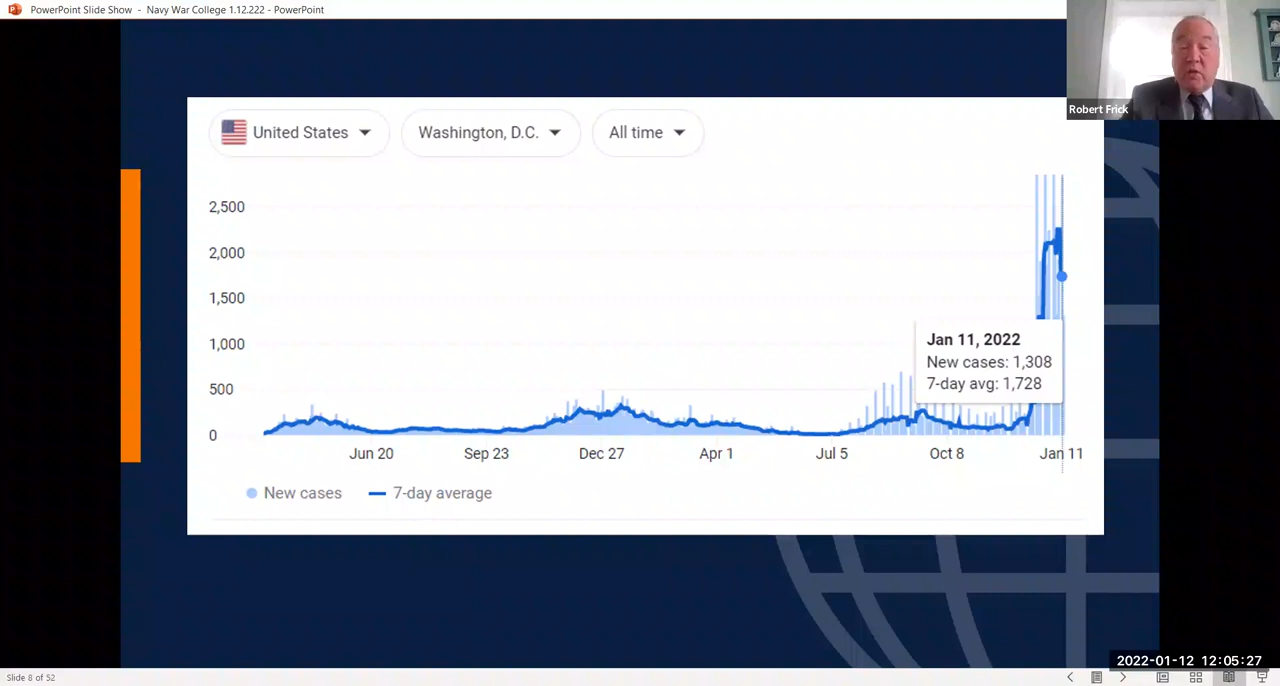 PowerPoint Slide Show - Navy War College 1.12.222 - PowerPoint
Robert Frick
United States Washington, D.C. All time
2,500
2,000
1,500
1,000
500
0
Jan 11, 2022
New cases: 1,308
7-day avg: 1,728
Jun 20 Sep 23 Dec 27 Apr 1 Jul 5 Oct 8 Jan 11
New cases 7-day average
2022-01-12 12:05:27
Slide 8 of 52